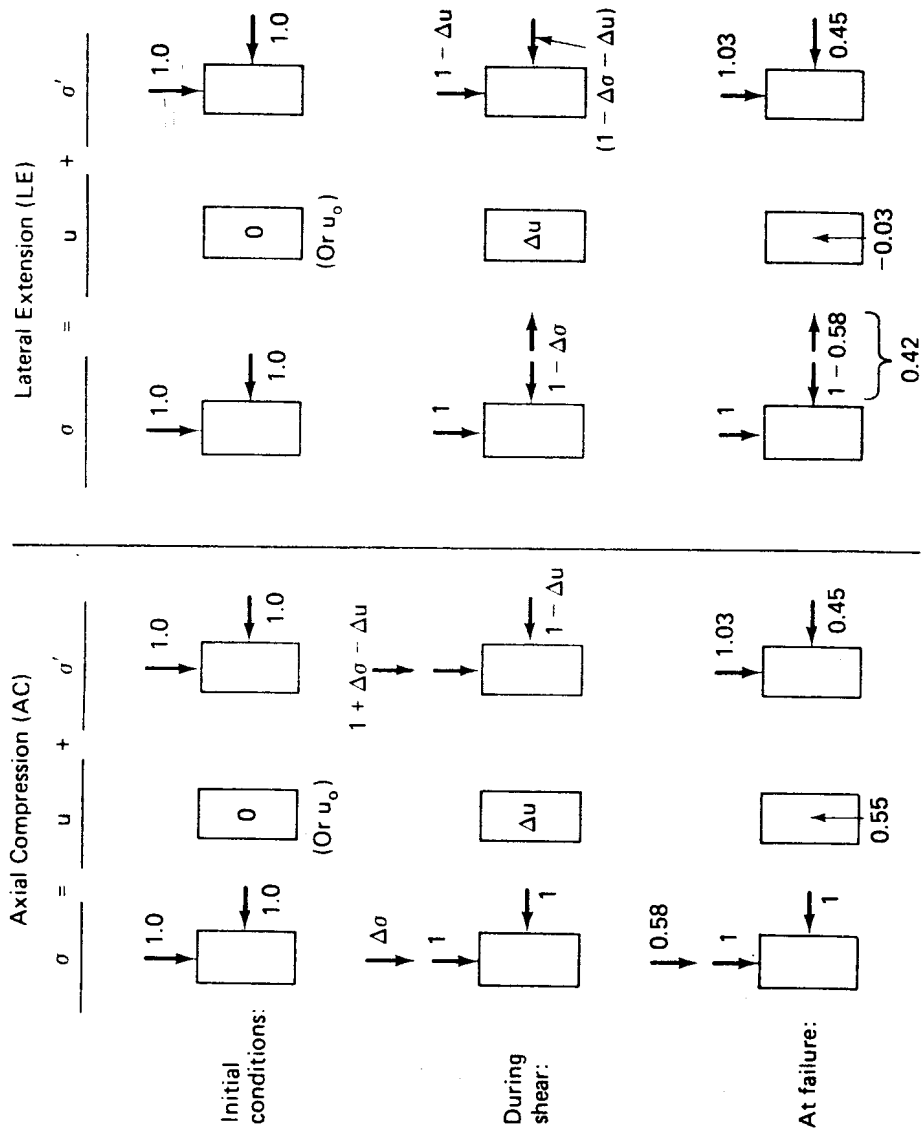 Axial Compression (AC)
σ = u + σ′
Lateral Extension (LE)
σ = u + σ′
Initial
conditions:
1.0
1.0
0
(Or u₀)
1.0
1.0
1.0
1.0
0
(Or u₀)
1.0
1.0
During
shear:
Δσ
1
1
Δu
1 + Δσ − Δu
1 − Δu
1
1 − Δσ
Δu
1 − Δu
(1 − Δσ − Δu)
At failure:
0.58
1
1
0.55
1.03
0.45
1
1 − 0.58
0.42
−0.03
1.03
0.45